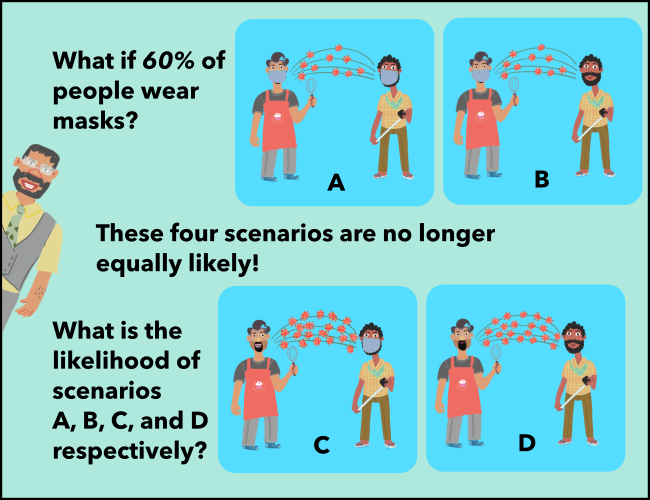 What if 60% of
people wear
masks?
A
B
These four scenarios are no longer
equally likely!
What is the
likelihood of
scenarios
A, B, C, and D
respectively?
C
D